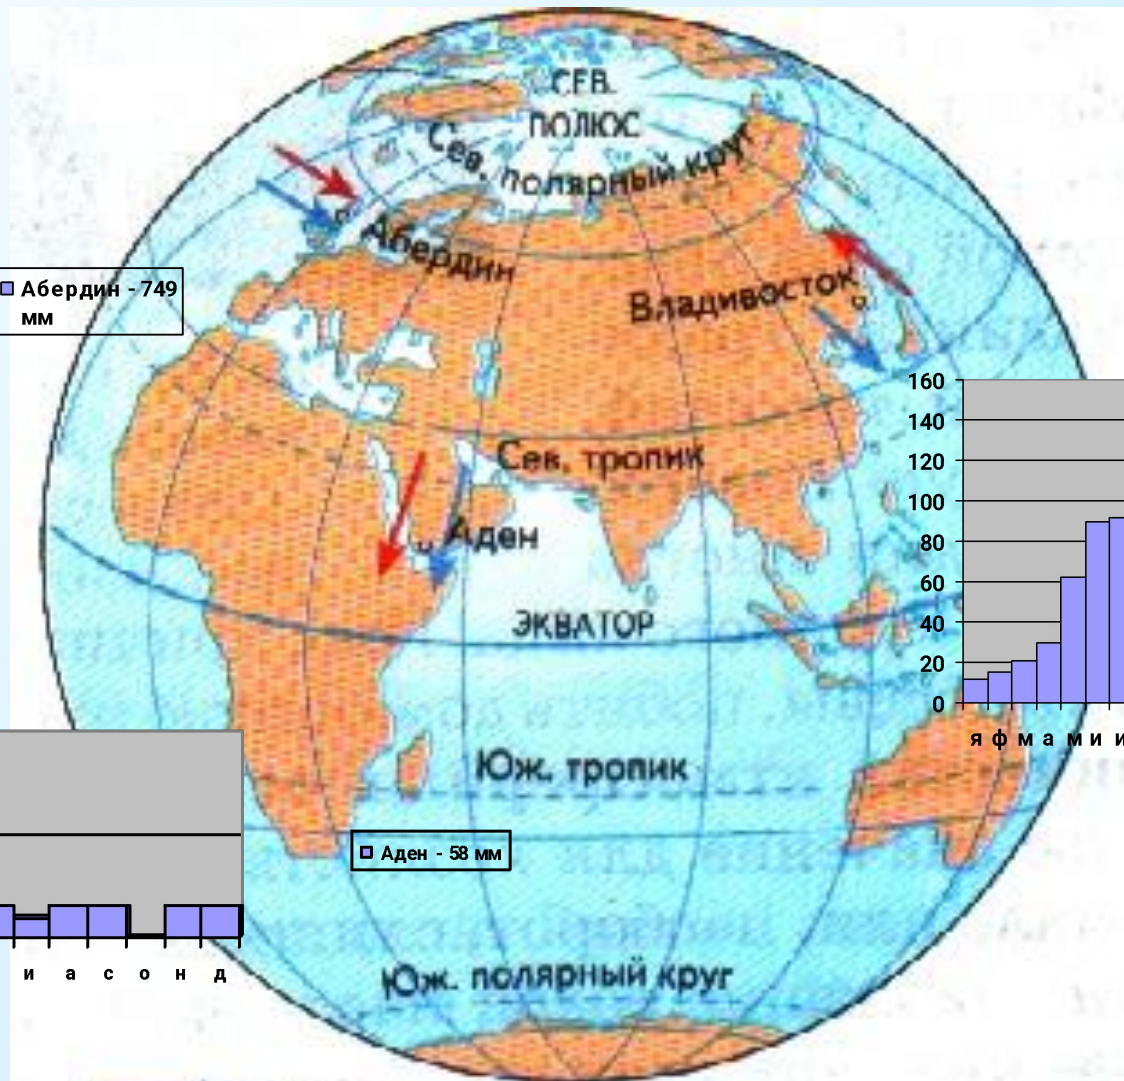 СЕВ.
ПОЛЮС
Сев. полярный круг
Абердин
Абердин - 749
мм
Владивосток
160
140
120
100
80
60
40
20
0
я ф м а м и и
Сев. тропик
Аден
ЭКВАТОР
Юж. тропик
Аден - 58 мм
и а с о н д
Юж. полярный круг